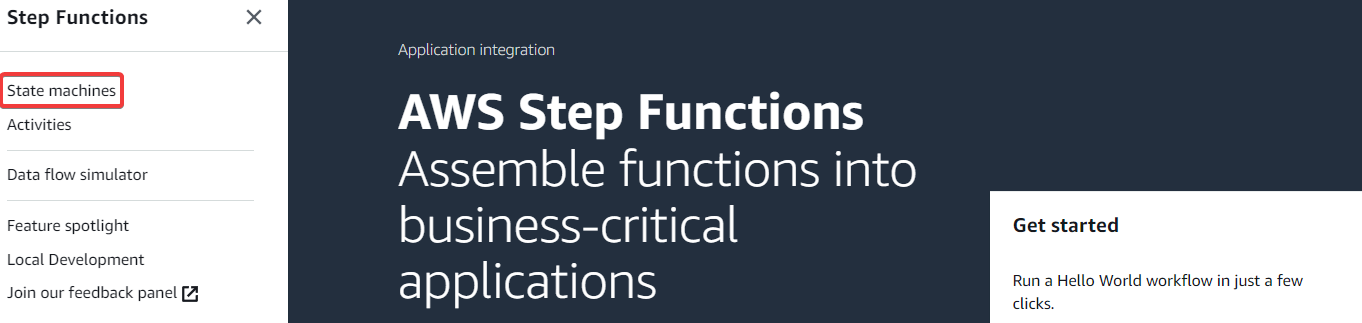 Step Functions
State machines
Activities
Data flow simulator
Feature spotlight
Local Development
Join our feedback panel
Application integration
AWS Step Functions
Assemble functions into
business-critical
applications
Get started
Run a Hello World workflow in just a few
clicks.